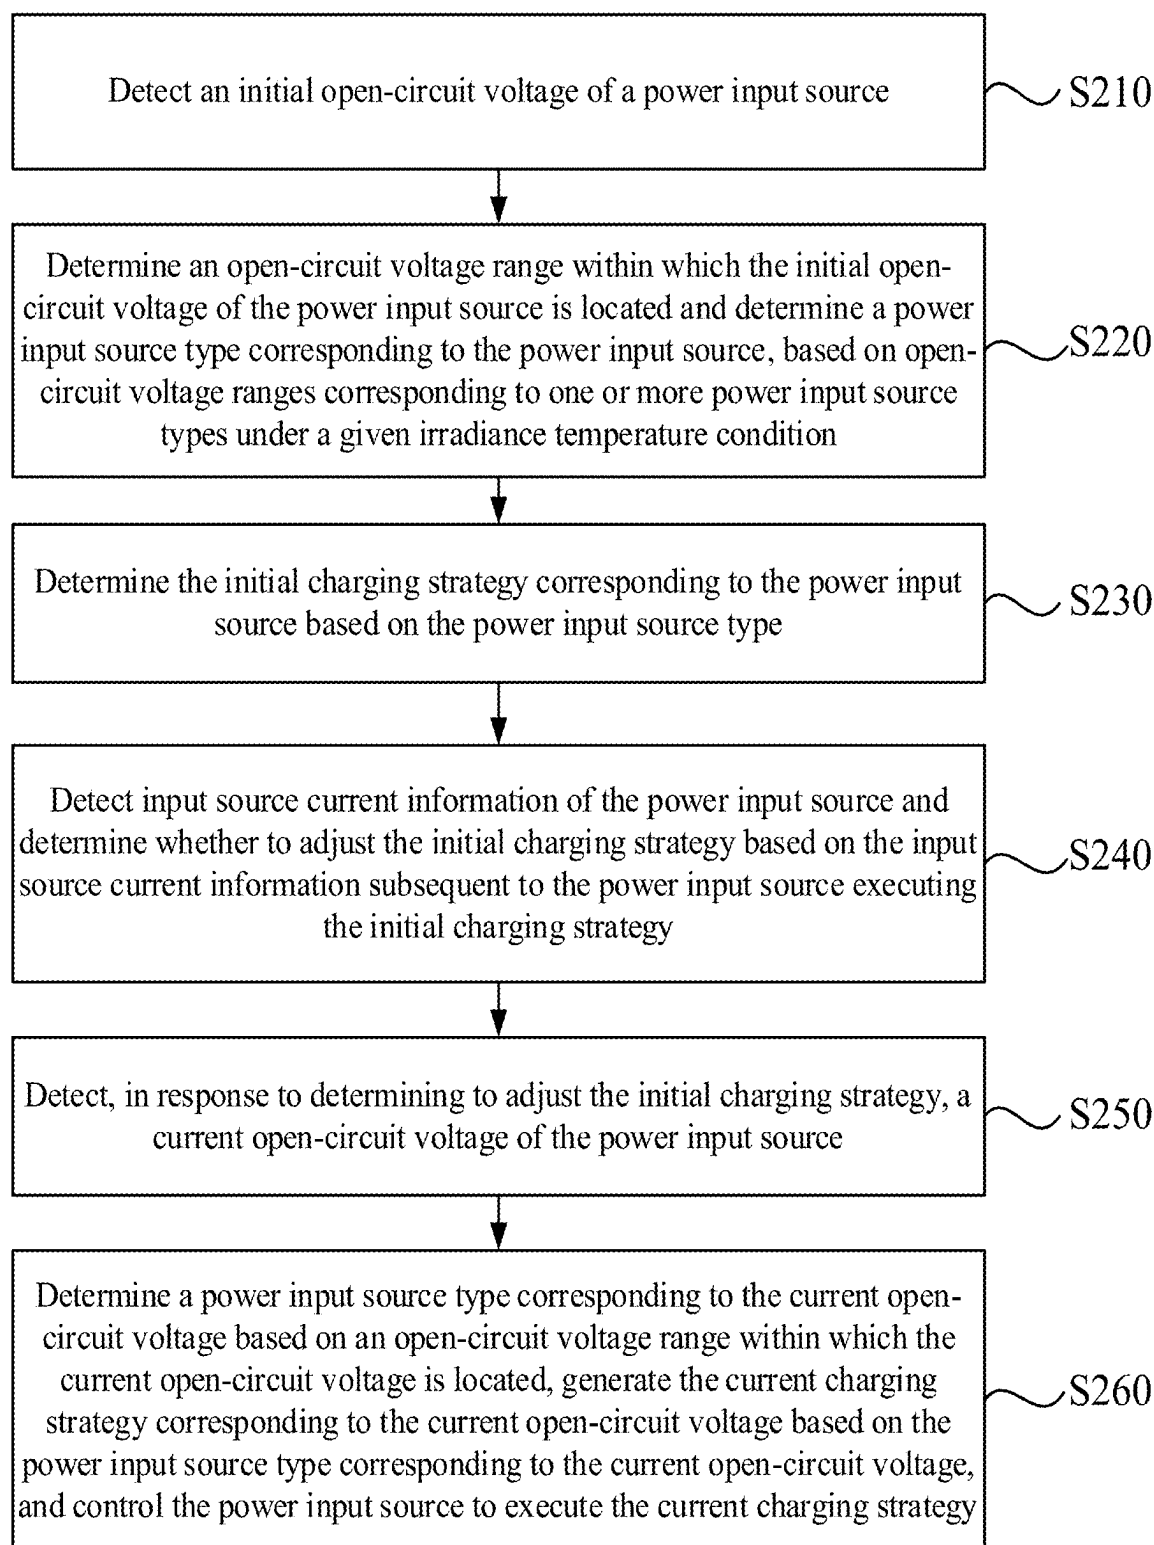 Detect an initial open-circuit voltage of a power input source
S210
Determine an open-circuit voltage range within which the initial open-
circuit voltage of the power input source is located and determine a power
input source type corresponding to the power input source, based on open-
circuit voltage ranges corresponding to one or more power input source
types under a given irradiance temperature condition
S220
Determine the initial charging strategy corresponding to the power input
source based on the power input source type
S230
Detect input source current information of the power input source and
determine whether to adjust the initial charging strategy based on the input
source current information subsequent to the power input source executing
the initial charging strategy
S240
Detect, in response to determining to adjust the initial charging strategy, a
current open-circuit voltage of the power input source
S250
Determine a power input source type corresponding to the current open-
circuit voltage based on an open-circuit voltage range within which the
current open-circuit voltage is located, generate the current charging
strategy corresponding to the current open-circuit voltage based on the
power input source type corresponding to the current open-circuit voltage,
and control the power input source to execute the current charging strategy
S260